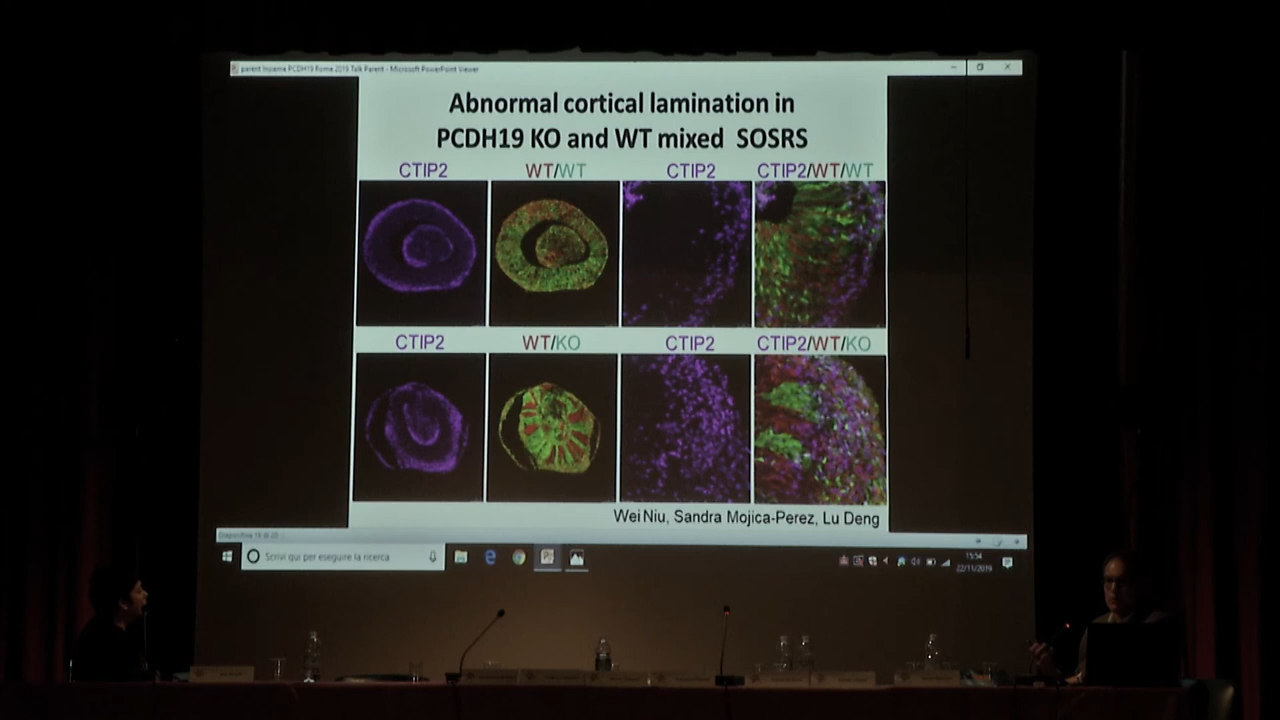 parent Insieme PCDH19 Rome 2019 Talk Parent - Microsoft PowerPoint Viewer
Abnormal cortical lamination in
PCDH19 KO and WT mixed SOSRS
CTIP2 WT/WT CTIP2 CTIP2/WT/WT
CTIP2 WT/KO CTIP2 CTIP2/WT/KO
Wei Niu, Sandra Mojica-Perez, Lu Deng
Scrivi qui per eseguire la ricerca
15:54
22/11/2019